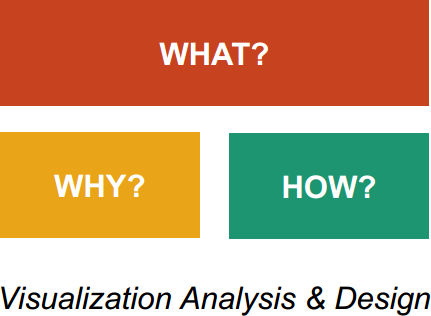 WHAT?
WHY?
HOW?
Visualization Analysis & Design